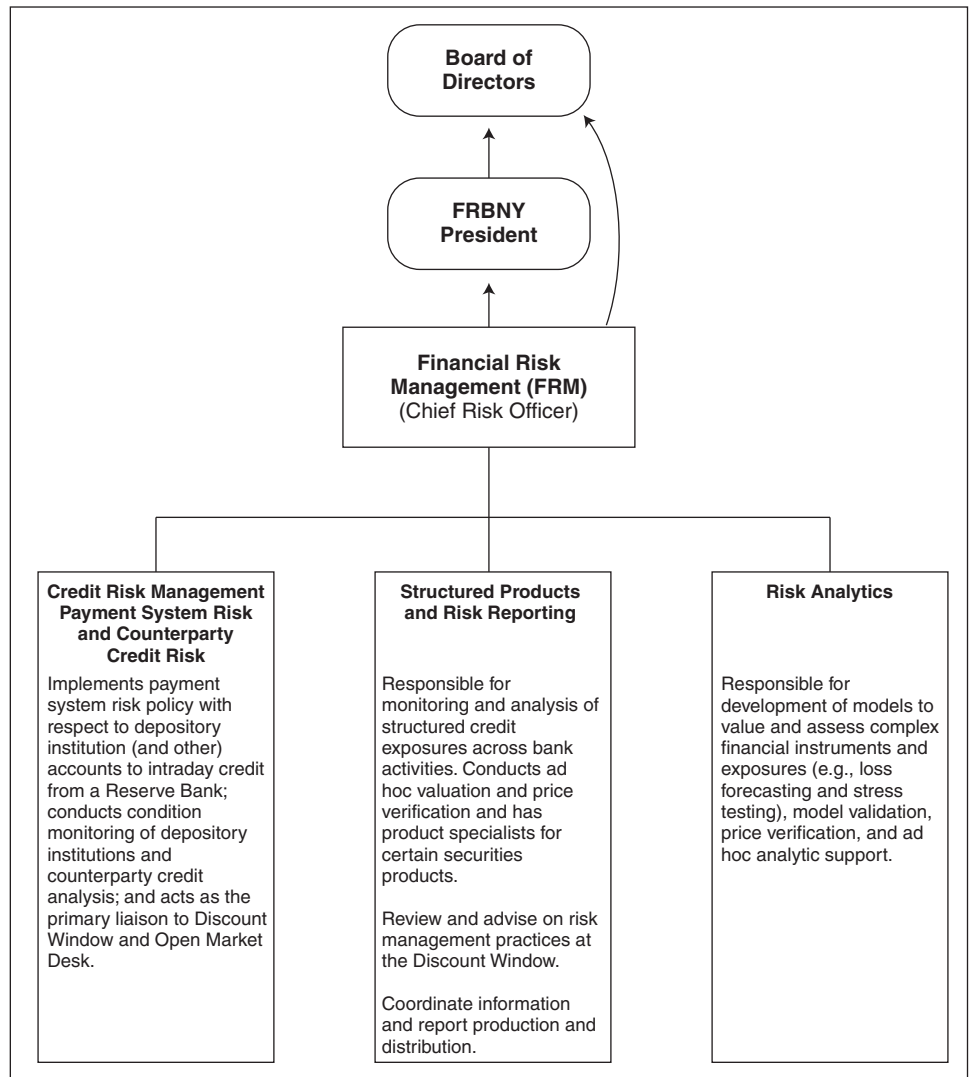 Board of
Directors
FRBNY
President
Financial Risk
Management (FRM)
(Chief Risk Officer)
Credit Risk Management
Payment System Risk
and Counterparty
Credit Risk
Implements payment
system risk policy with
respect to depository
institution (and other)
accounts to intraday credit
from a Reserve Bank;
conducts condition
monitoring of depository
institutions and
counterparty credit
analysis; and acts as the
primary liaison to Discount
Window and Open Market
Desk.
Structured Products
and Risk Reporting
Responsible for
monitoring and analysis of
structured credit
exposures across bank
activities. Conducts ad
hoc valuation and price
verification and has
product specialists for
certain securities
products.
Review and advise on risk
management practices at
the Discount Window.
Coordinate information
and report production and
distribution.
Risk Analytics
Responsible for
development of models to
value and assess complex
financial instruments and
exposures (e.g., loss
forecasting and stress
testing), model validation,
price verification, and ad
hoc analytic support.